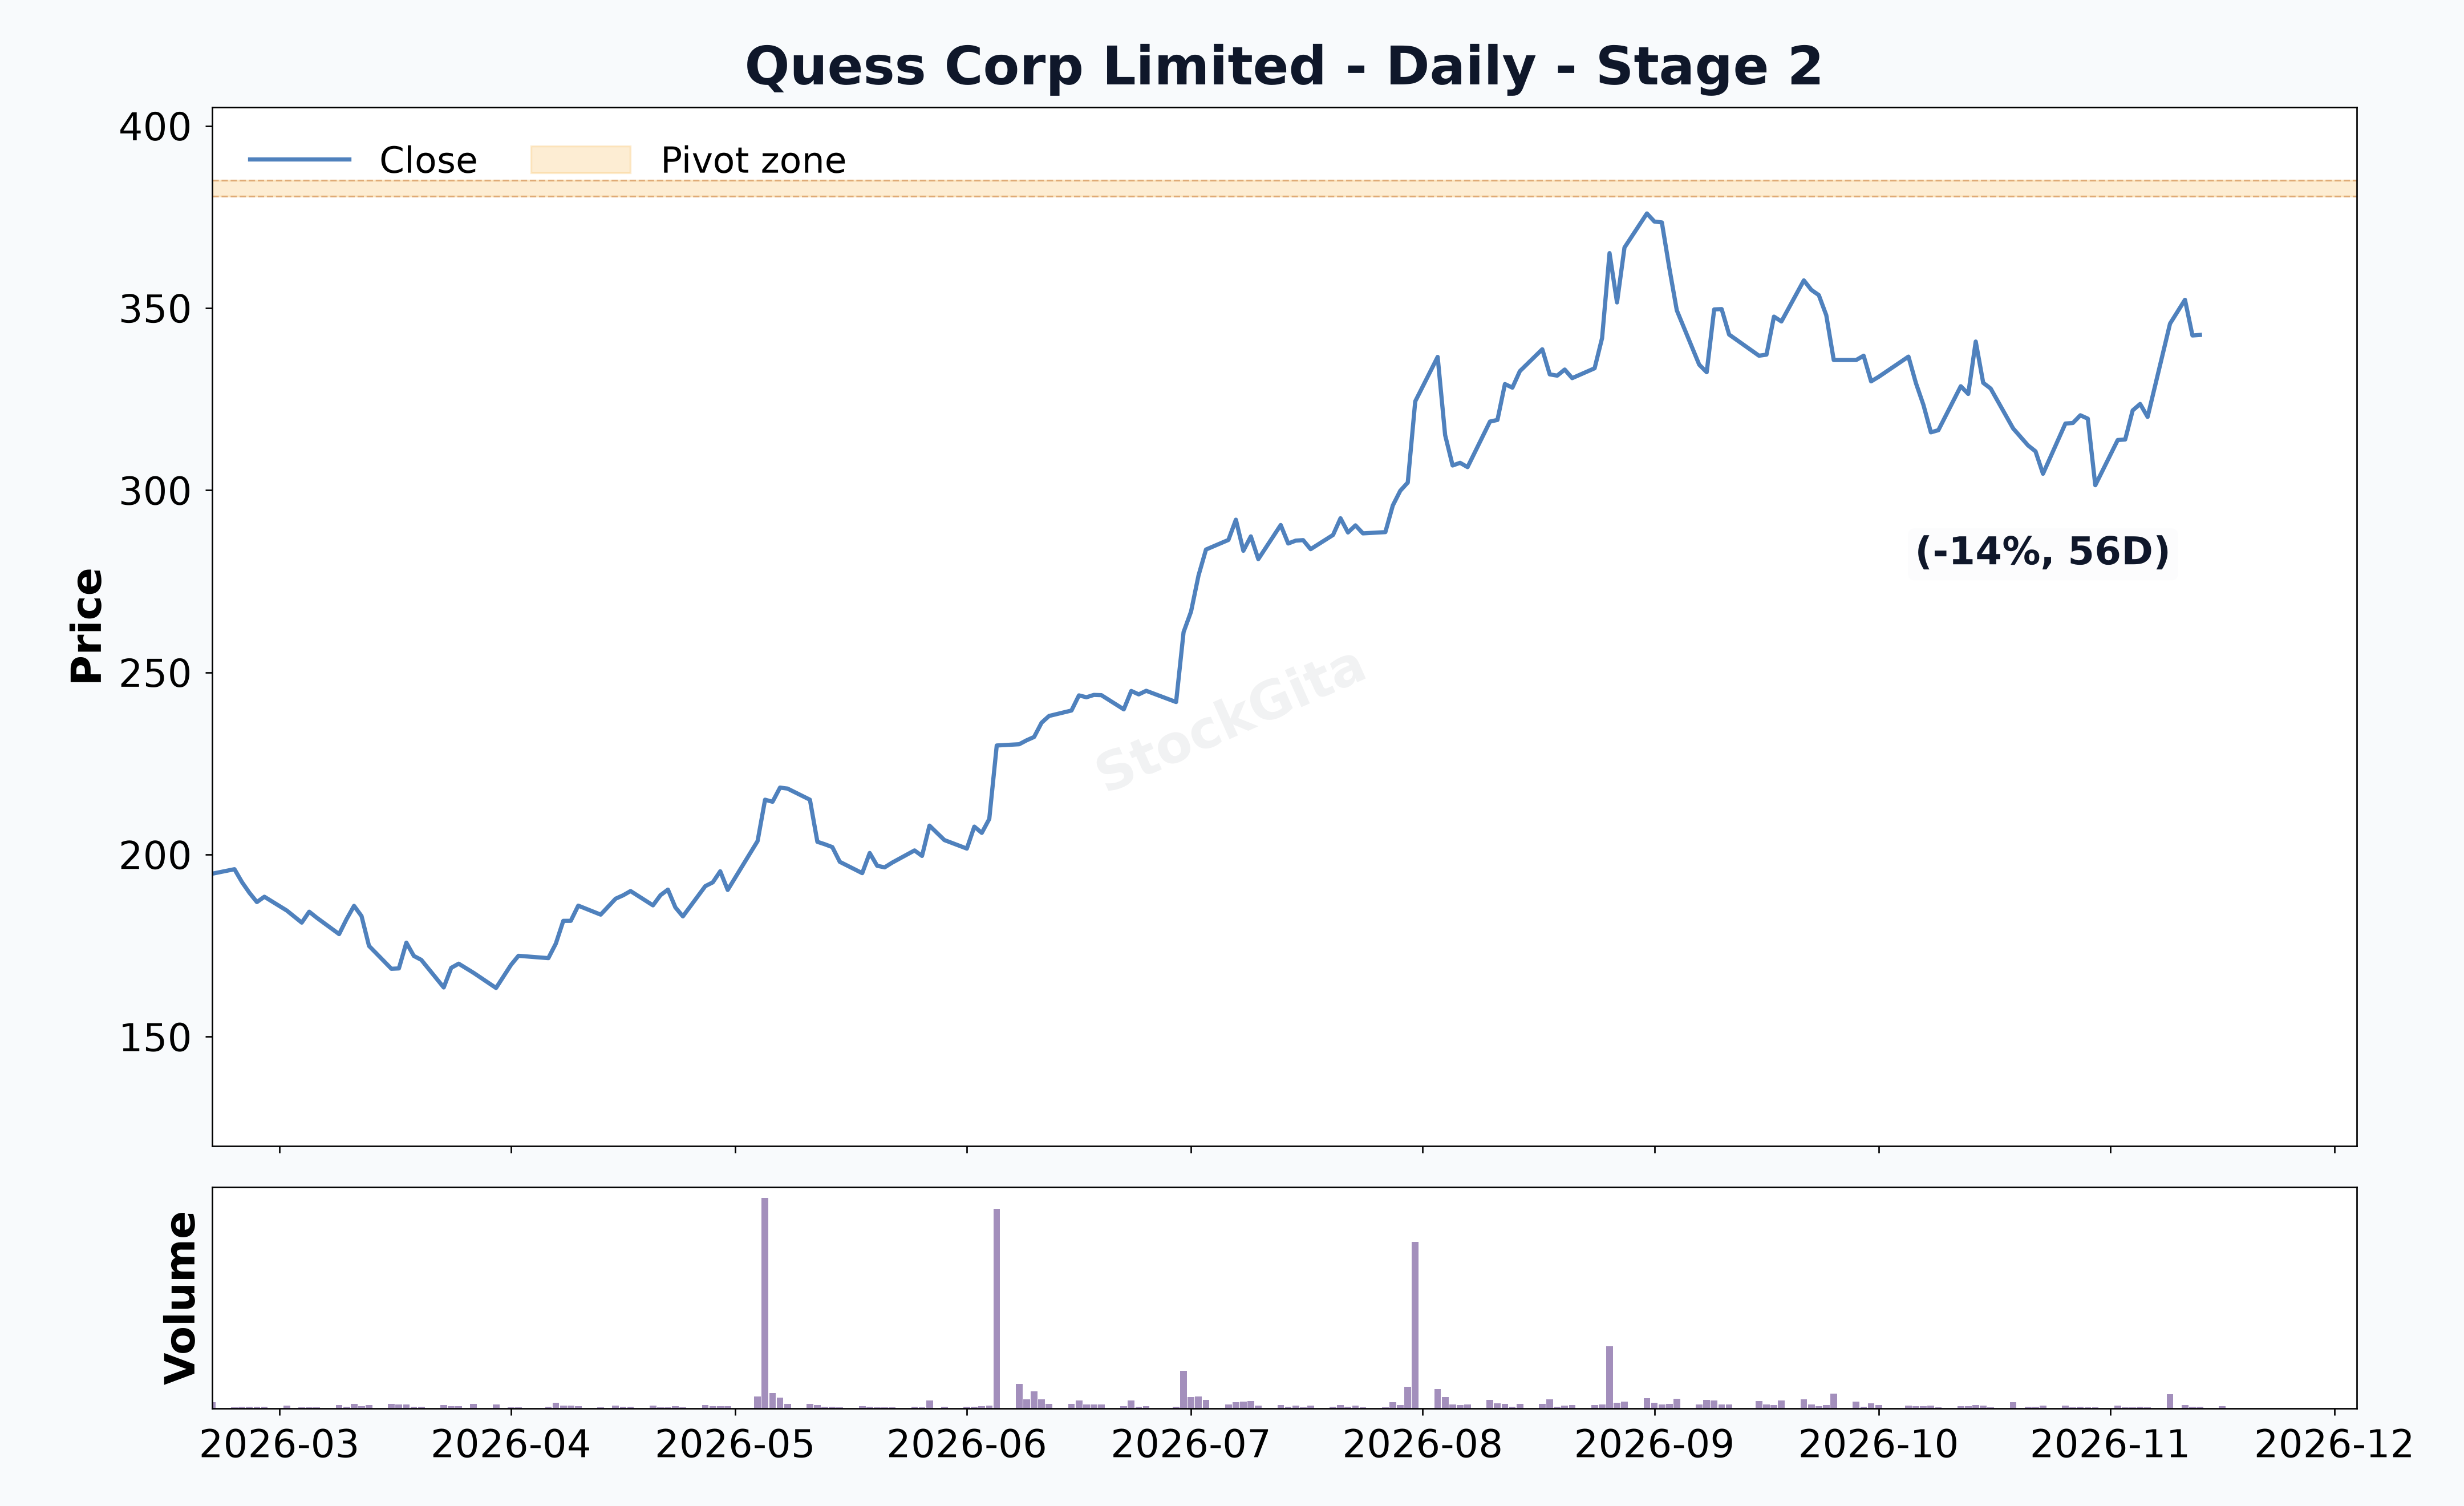 Quess Corp Limited - Daily - Stage 2
400
Close
Pivot zone
350
300
(-14%, 56D)
250
Price
StockGita
200
150
Volume
2026-03 2026-04 2026-05 2026-06 2026-07 2026-08 2026-09 2026-10 2026-11 2026-12